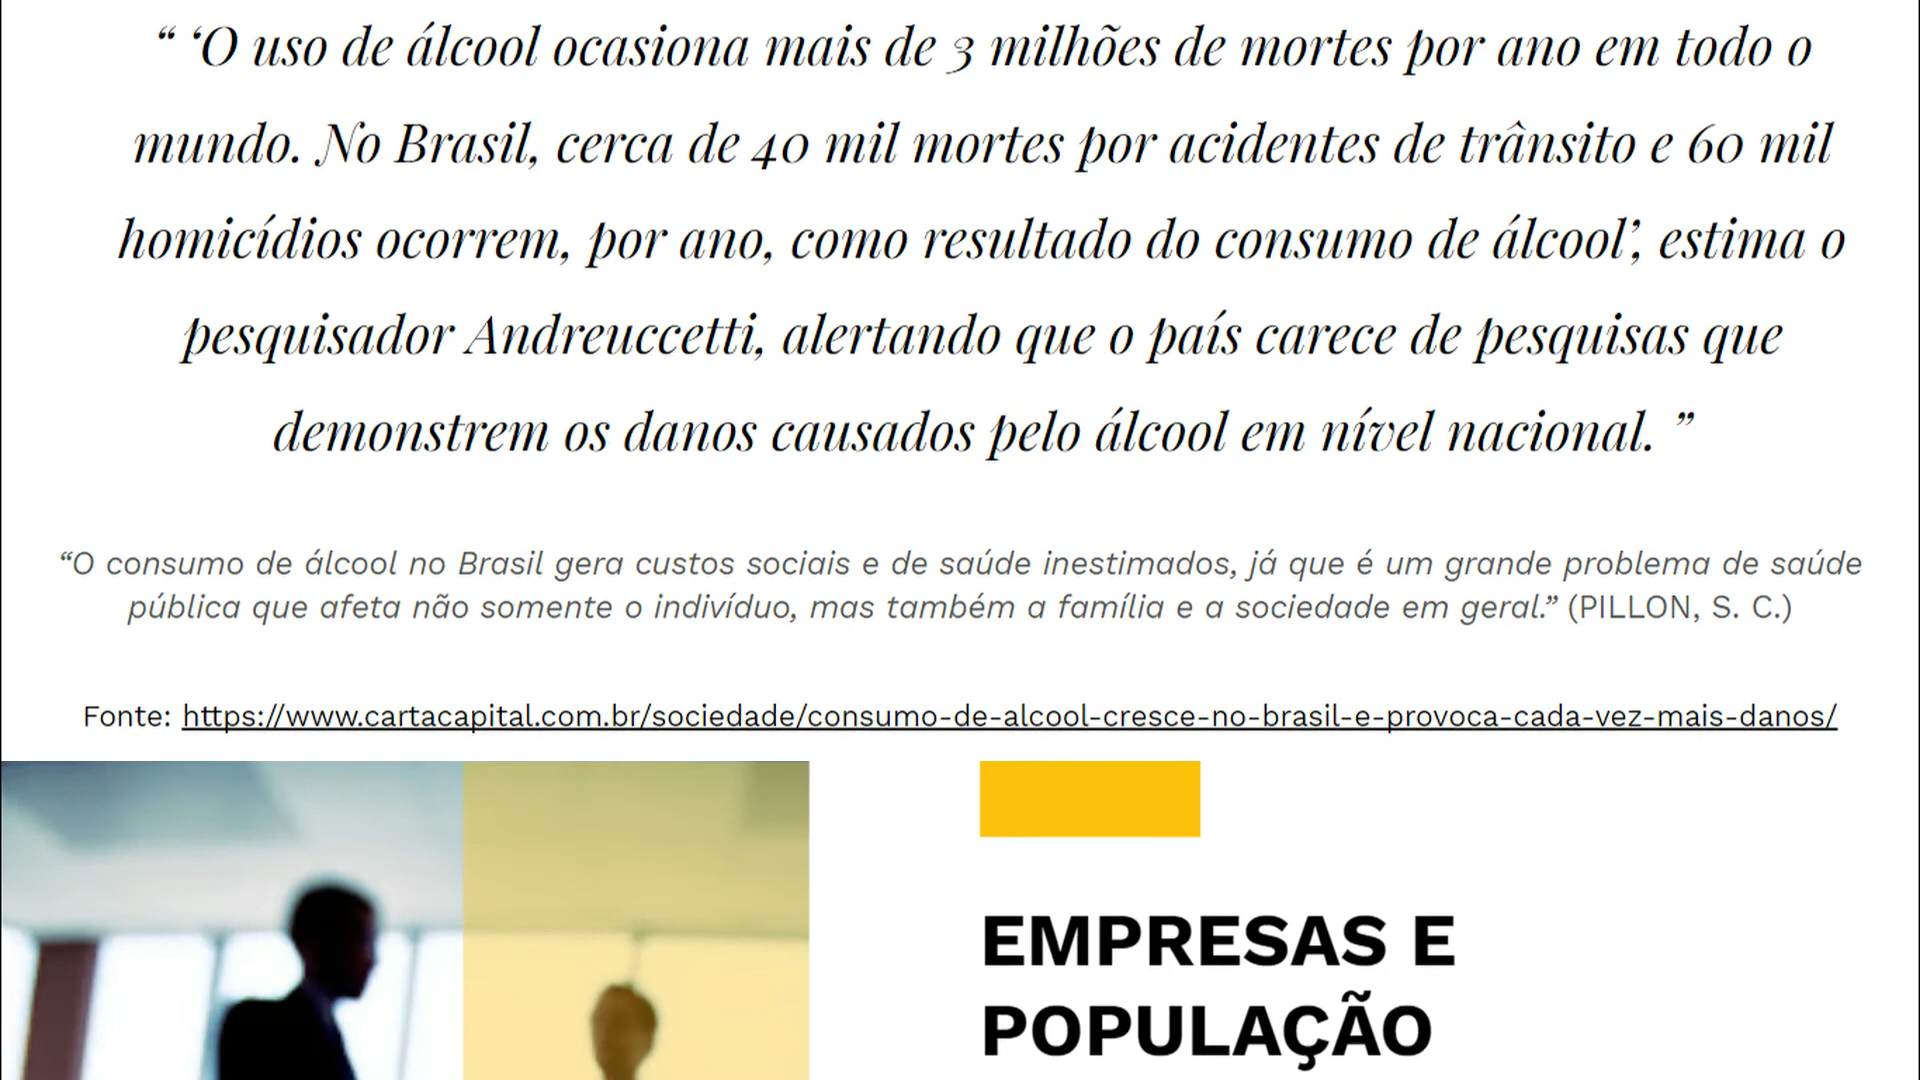 “ ‘O uso de álcool ocasiona mais de 3 milhões de mortes por ano em todo o
mundo. No Brasil, cerca de 40 mil mortes por acidentes de trânsito e 60 mil
homicídios ocorrem, por ano, como resultado do consumo de álcool’, estima o
pesquisador Andreuccetti, alertando que o país carece de pesquisas que
demonstrem os danos causados pelo álcool em nível nacional. ”
“O consumo de álcool no Brasil gera custos sociais e de saúde inestimados, já que é um grande problema de saúde
pública que afeta não somente o indivíduo, mas também a família e a sociedade em geral.” (PILLON, S. C.)
Fonte: https://www.cartacapital.com.br/sociedade/consumo-de-alcool-cresce-no-brasil-e-provoca-cada-vez-mais-danos/
EMPRESAS E
POPULAÇÃO